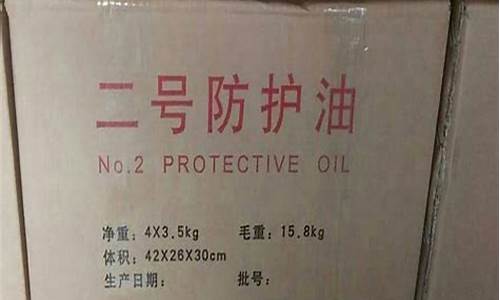 二号防护油
No.2 PROTECTIVE OIL
净重: 4X3.5kg 毛重: 15.8kg
体积: 42X26X30cm
生产日期: 批号: